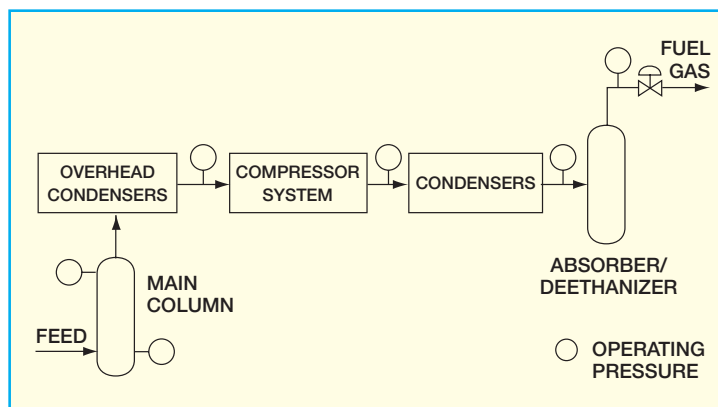 FUEL
GAS
OVERHEAD
CONDENSERS
COMPRESSOR
SYSTEM
CONDENSERS
ABSORBER/
DEETHANIZER
MAIN
COLUMN
FEED
OPERATING
PRESSURE